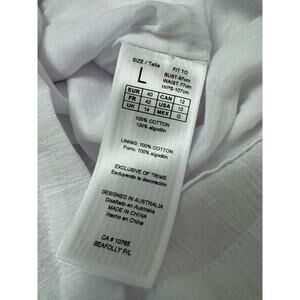 SIZE / Talla
L
FIT TO
BUST-97cm
WAIST-77cm
HIPS-107cm
EUR 40 CAN 12
FR 42 USA 10
UK 14 MEX G
100% COTTON
100% algodón
LINING: 100% COTTON
Forro: 100% algodón
EXCLUSIVE OF TRIMS
Excluyendo la decoración
DESIGNED IN AUSTRALIA
Diseñado en Australia
MADE IN CHINA
Hecho en China
CA # 10765
SEAFOLLY P/L